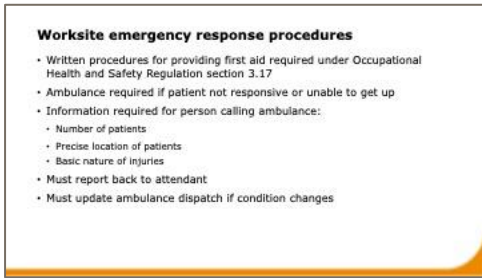 Worksite emergency response procedures
• Written procedures for providing first aid required under Occupational
Health and Safety Regulation section 3.17
• Ambulance required if patient not responsive or unable to get up
• Information required for person calling ambulance:
• Number of patients
• Precise location of patients
• Basic nature of injuries
• Must report back to attendant
• Must update ambulance dispatch if condition changes